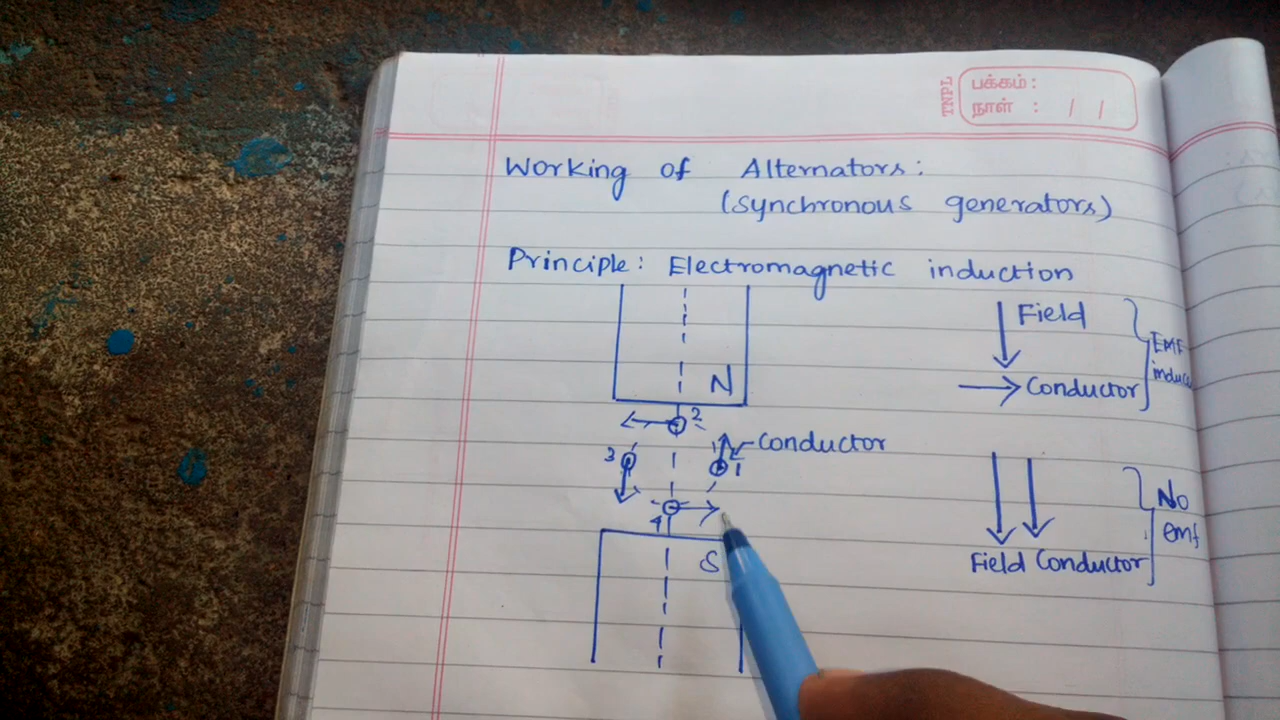 TNPL
பக்கம் :
நாள் : / /
Working of Alternators:
(synchronous generators)
Principle: Electromagnetic induction
Field
EMF
Conductor
N
2
Conductor
3
1
No
emf
4
S
Field Conductor